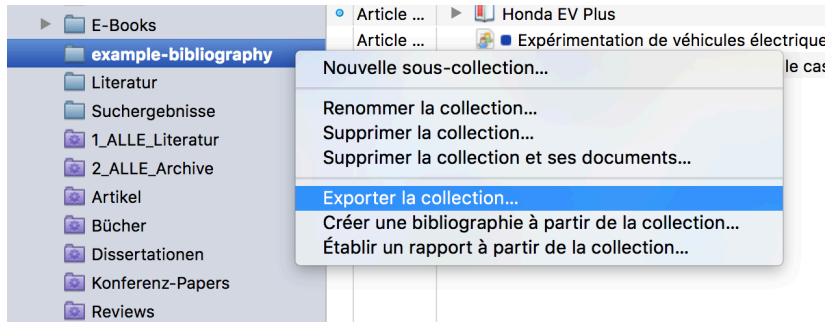 E-Books
example-bibliography
Literatur
Suchergebnisse
1_ALLE_Literatur
2_ALLE_Archive
Artikel
Bücher
Dissertationen
Konferenz-Papers
Reviews
Article ... Honda EV Plus
Article ... Expérimentation de véhicules électrique
le cas
Nouvelle sous-collection...
Renommer la collection...
Supprimer la collection...
Supprimer la collection et ses documents...
Exporter la collection...
Créer une bibliographie à partir de la collection...
Établir un rapport à partir de la collection...